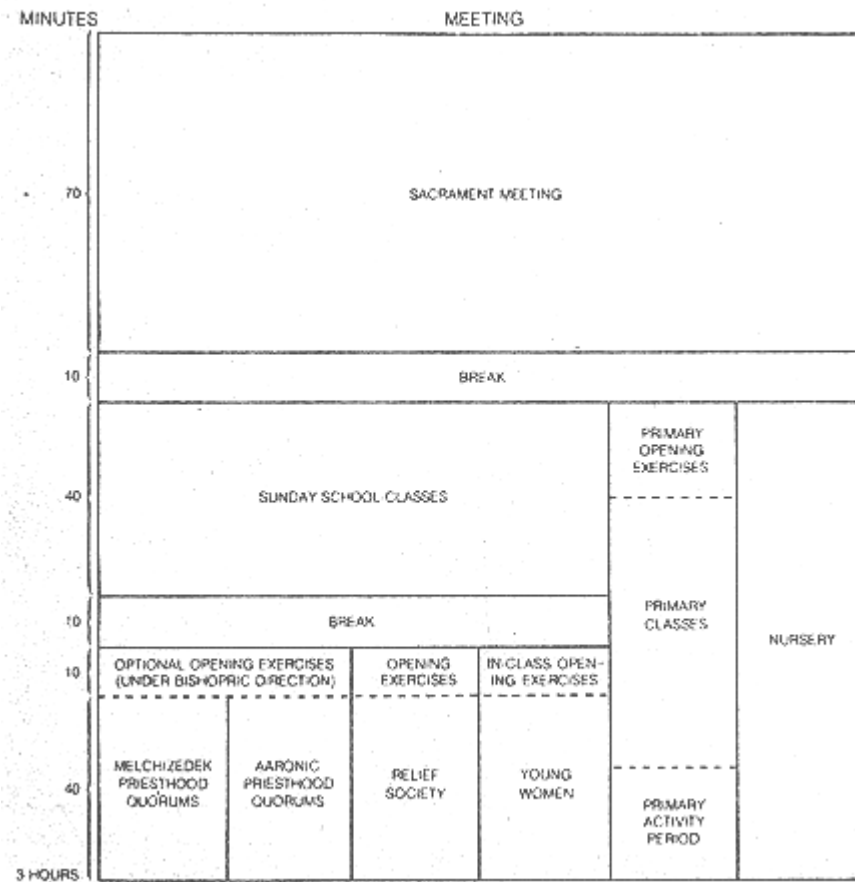 MINUTES
MEETING
70
SACRAMENT MEETING
10
BREAK
40
SUNDAY SCHOOL CLASSES
PRIMARY
OPENING
EXERCISES
PRIMARY
CLASSES
NURSERY
10
BREAK
10
OPTIONAL OPENING EXERCISES
(UNDER BISHOPRIC DIRECTION)
OPENING
EXERCISES
IN-CLASS OPEN-
ING EXERCISES
40
MELCHIZEDEK
PRIESTHOOD
QUORUMS
AARONIC
PRIESTHOOD
QUORUMS
RELIEF
SOCIETY
YOUNG
WOMEN
PRIMARY
ACTIVITY
PERIOD
3 HOURS